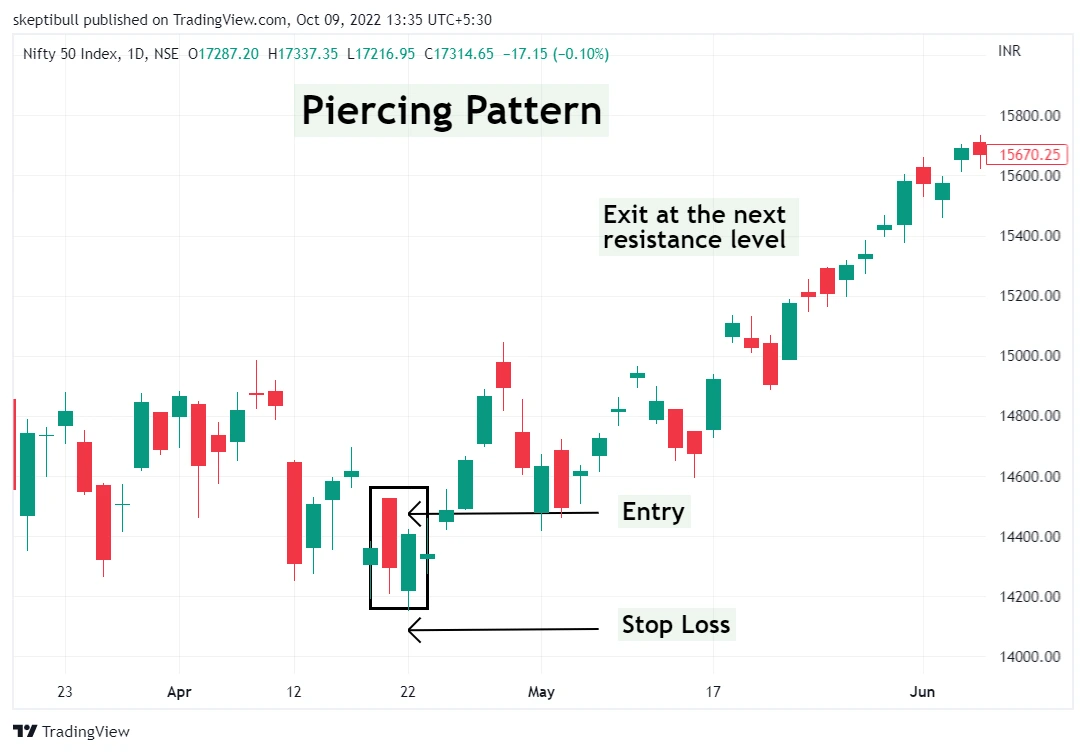 skeptibull published on TradingView.com, Oct 09, 2022 13:35 UTC+5:30
Nifty 50 Index, 1D, NSE O17287.20 H17337.35 L17216.95 C17314.65 −17.15 (−0.10%)
INR
Piercing Pattern
15800.00
15670.25
15600.00
Exit at the next
resistance level
15400.00
15200.00
15000.00
14800.00
14600.00
Entry
14400.00
14200.00
Stop Loss
14000.00
23 Apr 12 22 May 17 Jun
TradingView